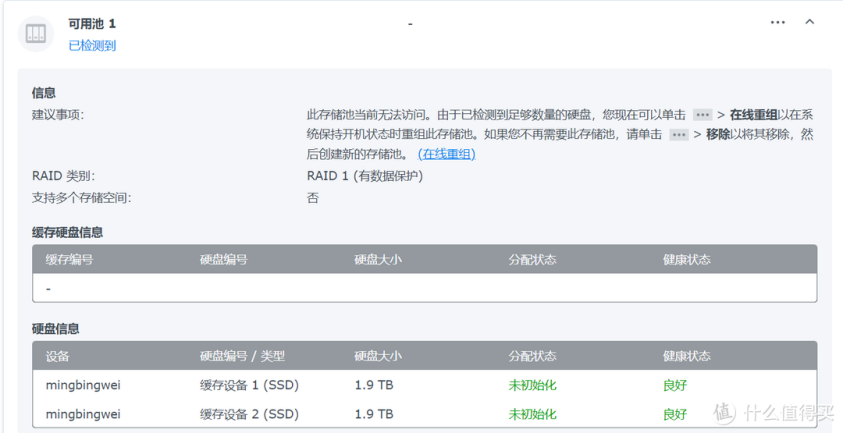 可用池 1
-
已检测到
信息
建议事项:
此存储池当前无法访问。由于已检测到足够数量的硬盘，您现在可以单击 ••• > 在线重组以在系
统保持开机状态时重组此存储池。如果您不再需要此存储池，请单击 ••• > 移除以将其移除，然
后创建新的存储池。 (在线重组)
RAID 类别: RAID 1 (有数据保护)
支持多个存储空间: 否
缓存硬盘信息
缓存编号 硬盘编号 硬盘大小 分配状态 健康状态
-
硬盘信息
设备 硬盘编号 / 类型 硬盘大小 分配状态 健康状态
mingbingwei 缓存设备 1 (SSD) 1.9 TB 未初始化 良好
mingbingwei 缓存设备 2 (SSD) 1.9 TB 未初始化 良好
值 什么值得买